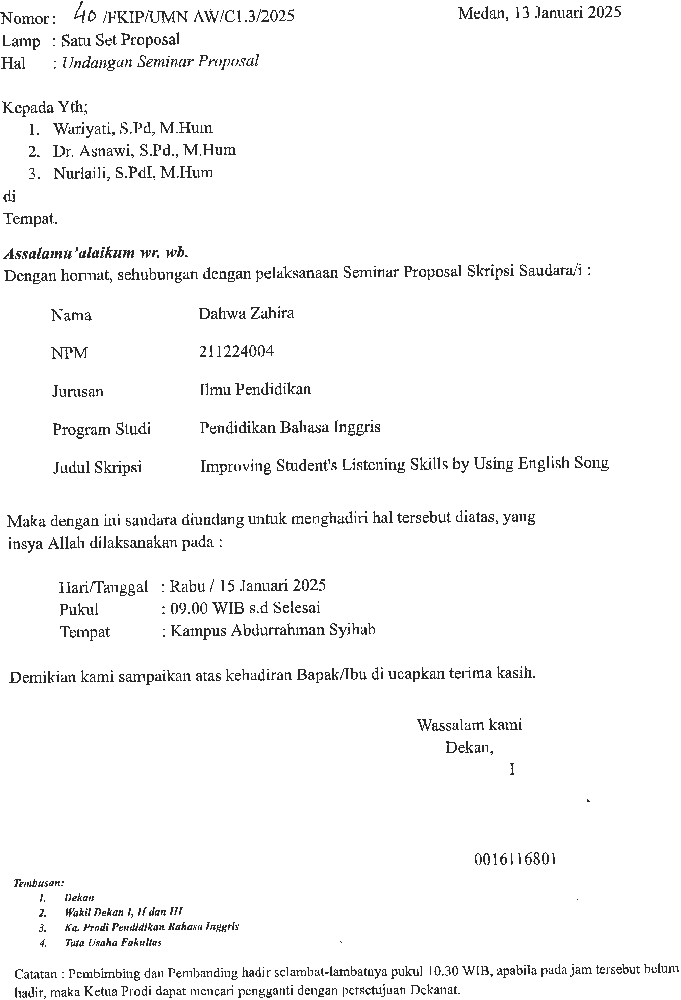 Nomor : 40 /FKIP/UMN AW/C1.3/2025 Medan, 13 Januari 2025
Lamp : Satu Set Proposal
Hal : Undangan Seminar Proposal
Kepada Yth;
1. Wariyati, S.Pd, M.Hum
2. Dr. Asnawi, S.Pd., M.Hum
3. Nurlaili, S.PdI, M.Hum
di
Tempat.
Assalamu'alaikum wr. wb.
Dengan hormat, sehubungan dengan pelaksanaan Seminar Proposal Skripsi Saudara/i :
Nama Dahwa Zahira
NPM 211224004
Jurusan Ilmu Pendidikan
Program Studi Pendidikan Bahasa Inggris
Judul Skripsi Improving Student's Listening Skills by Using English Song
Maka dengan ini saudara diundang untuk menghadiri hal tersebut diatas, yang
insya Allah dilaksanakan pada :
Hari/Tanggal : Rabu / 15 Januari 2025
Pukul : 09.00 WIB s.d Selesai
Tempat : Kampus Abdurrahman Syihab
Demikian kami sampaikan atas kehadiran Bapak/Ibu di ucapkan terima kasih.
Wassalam kami
Dekan,
I
0016116801
Tembusan:
1. Dekan
2. Wakil Dekan I, II dan III
3. Ka. Prodi Pendidikan Bahasa Inggris
4. Tata Usaha Fakultas
Catatan : Pembimbing dan Pembanding hadir selambat-lambatnya pukul 10.30 WIB, apabila pada jam tersebut belum
hadir, maka Ketua Prodi dapat mencari pengganti dengan persetujuan Dekanat.